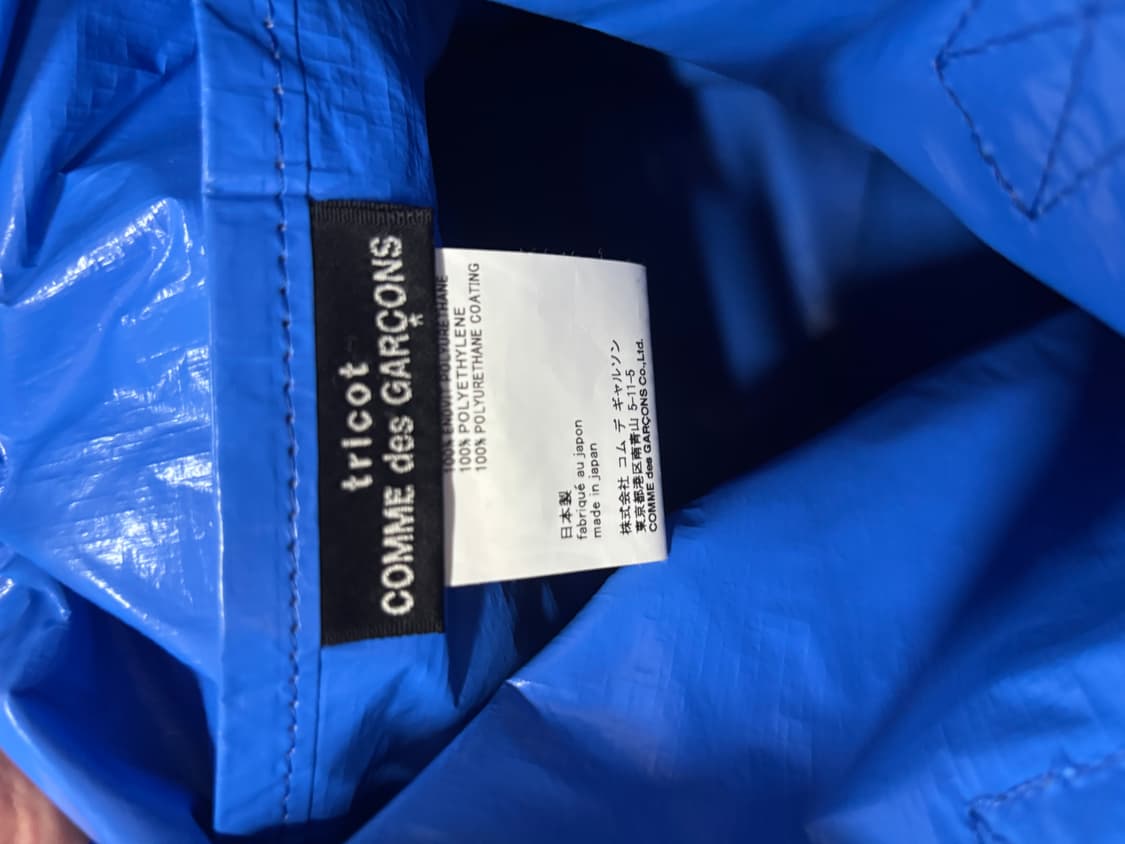 tricot
COMME des GARÇONS
*
100% ENDUIT POLYURETHANE
100% POLYETHYLENE
100% POLYURETHANE COATING
日本製
fabriqué au japon
made in japan
株式会社 コム デ ギャルソン
東京都港区南青山 5-11-5
COMME des GARÇONS Co.,Ltd.